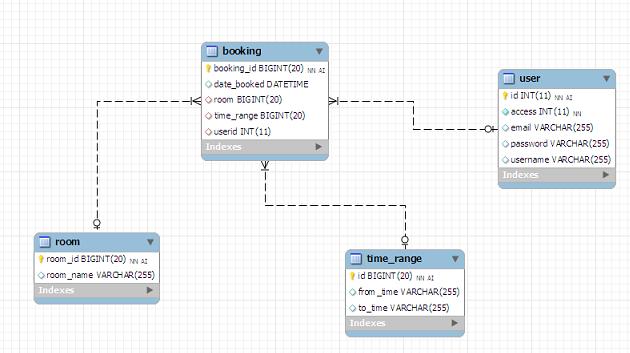 booking
booking_id BIGINT(20) NN AI
date_booked DATETIME
room BIGINT(20)
time_range BIGINT(20)
userid INT(11)
Indexes
user
id INT(11) NN AI
access INT(11) NN
email VARCHAR(255)
password VARCHAR(255)
username VARCHAR(255)
Indexes
room
room_id BIGINT(20) NN AI
room_name VARCHAR(255)
Indexes
time_range
id BIGINT(20) NN AI
from_time VARCHAR(255)
to_time VARCHAR(255)
Indexes